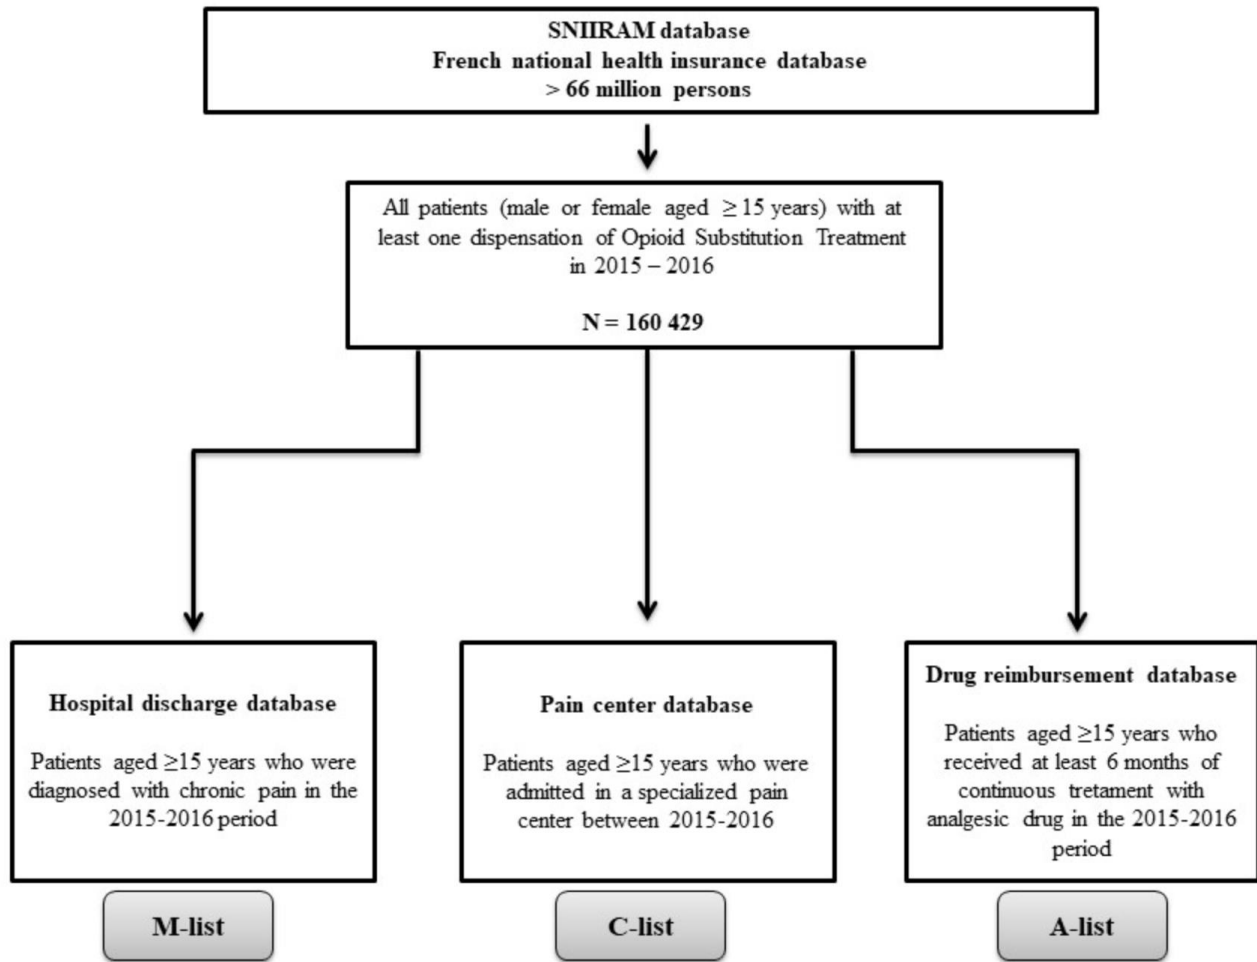 SNIIRAM database
French national health insurance database
> 66 million persons
All patients (male or female aged ≥ 15 years) with at
least one dispensation of Opioid Substitution Treatment
in 2015 – 2016
N = 160 429
Hospital discharge database
Patients aged ≥15 years who were
diagnosed with chronic pain in the
2015-2016 period
M-list
Pain center database
Patients aged ≥15 years who were
admitted in a specialized pain
center between 2015-2016
C-list
Drug reimbursement database
Patients aged ≥15 years who
received at least 6 months of
continuous tretament with
analgesic drug in the 2015-2016
period
A-list